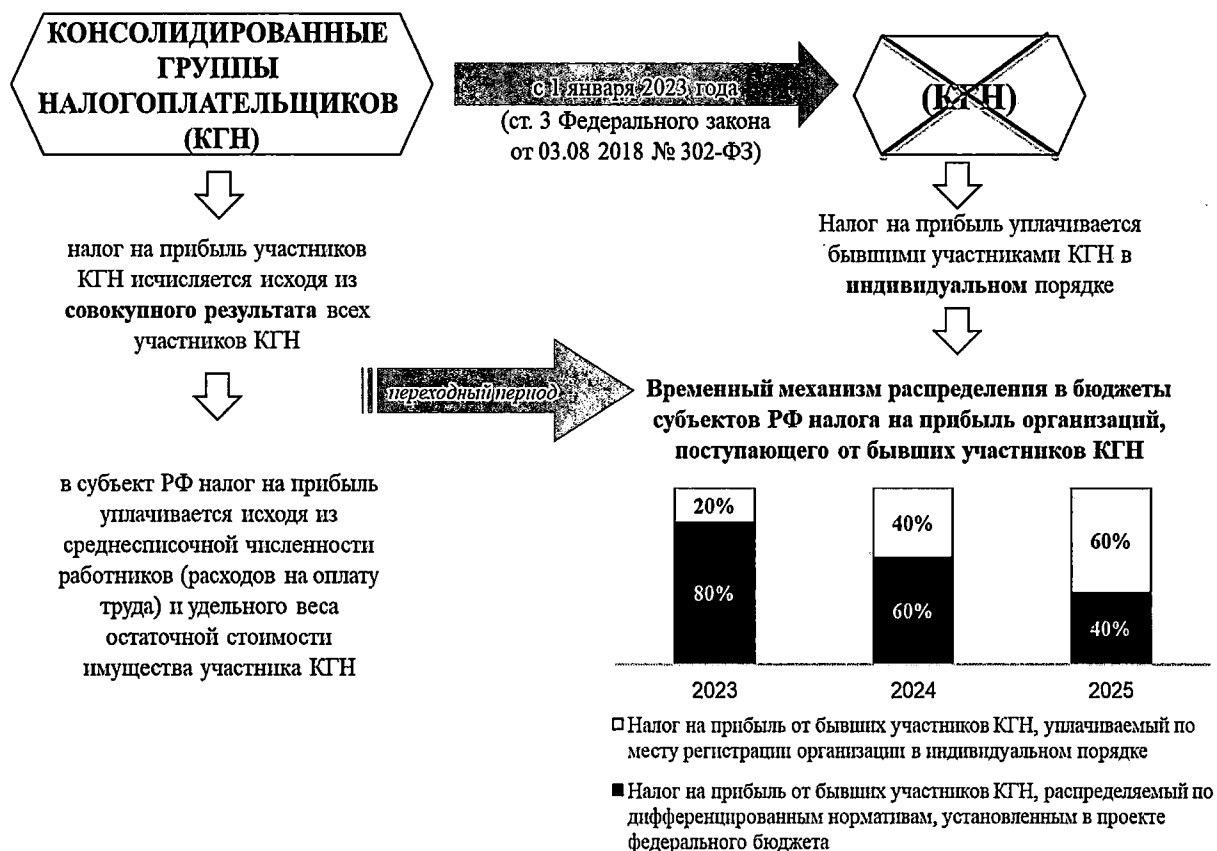 КОНСОЛИДИРОВАННЫЕ
ГРУППЫ
НАЛОГОПЛАТЕЛЬЩИКОВ
(КГН)
с 1 января 2023 года
(ст. 3 Федерального закона
от 03.08 2018 № 302-ФЗ)
(КГН)
налог на прибыль участников
КГН исчисляется исходя из
совокупного результата всех
участников КГН
Налог на прибыль уплачивается
бывшими участниками КГН в
индивидуальном порядке
переходный период
в субъект РФ налог на прибыль
уплачивается исходя из
среднесписочной численности
работников (расходов на оплату
труда) и удельного веса
остаточной стоимости
имущества участника КГН
Временный механизм распределения в бюджеты
субъектов РФ налога на прибыль организаций,
поступающего от бывших участников КГН
20%
40%
60%
80%
60%
40%
2023
2024
2025
Налог на прибыль от бывших участников КГН, уплачиваемый по
месту регистрации организации в индивидуальном порядке
Налог на прибыль от бывших участников КГН, распределяемый по
дифференцированным нормативам, установленным в проекте
федерального бюджета